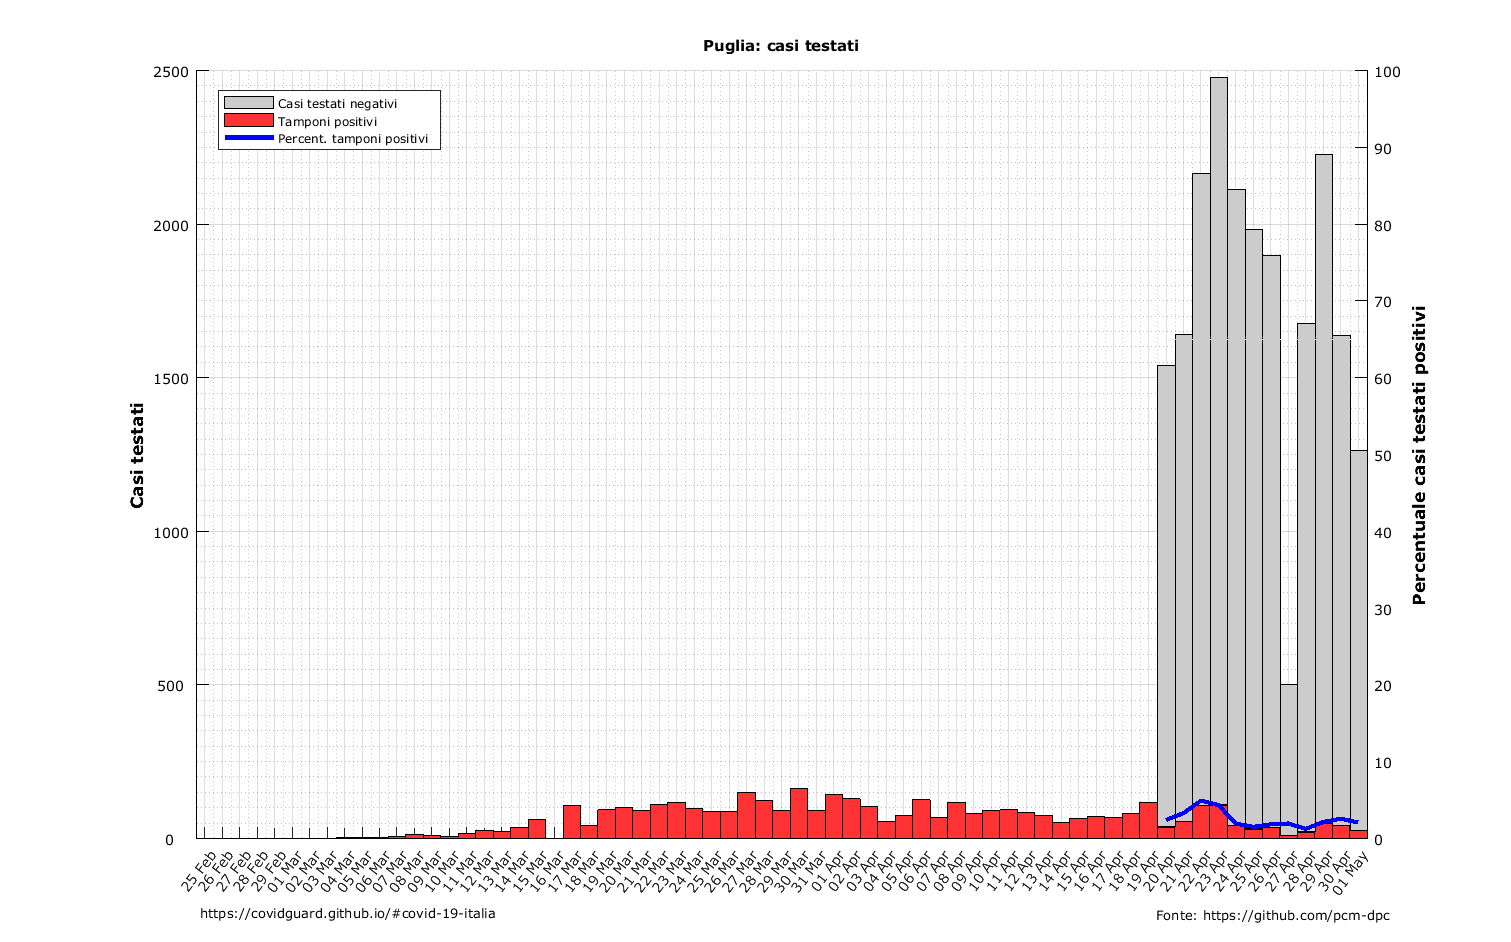 Puglia: casi testati
Casi testati negativi
Tamponi positivi
Percent. tamponi positivi
Casi testati
2500
2000
1500
1000
500
0
100
90
80
70
60
50
40
30
20
10
0
Percentuale casi testati positivi
25 Feb
26 Feb
27 Feb
28 Feb
29 Feb
01 Mar
02 Mar
03 Mar
04 Mar
05 Mar
06 Mar
07 Mar
08 Mar
09 Mar
10 Mar
11 Mar
12 Mar
13 Mar
14 Mar
15 Mar
16 Mar
17 Mar
18 Mar
19 Mar
20 Mar
21 Mar
22 Mar
23 Mar
24 Mar
25 Mar
26 Mar
27 Mar
28 Mar
29 Mar
30 Mar
31 Mar
01 Apr
02 Apr
03 Apr
04 Apr
05 Apr
06 Apr
07 Apr
08 Apr
09 Apr
10 Apr
11 Apr
12 Apr
13 Apr
14 Apr
15 Apr
16 Apr
17 Apr
18 Apr
19 Apr
20 Apr
21 Apr
22 Apr
23 Apr
24 Apr
25 Apr
26 Apr
27 Apr
28 Apr
29 Apr
30 Apr
01 May
https://covidguard.github.io/#covid-19-italia
Fonte: https://github.com/pcm-dpc